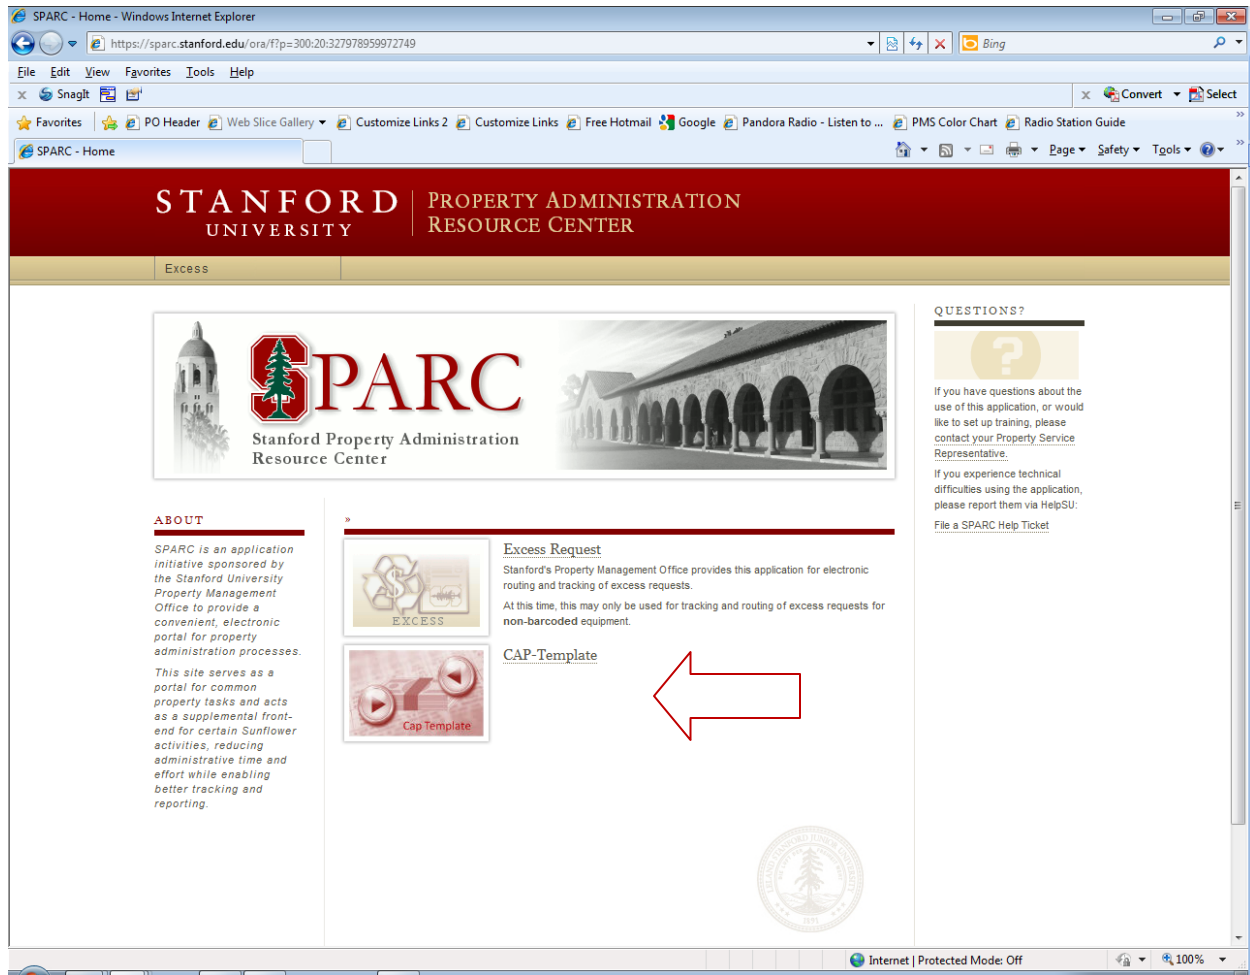 SPARC - Home - Windows Internet Explorer
https://sparc.stanford.edu/ora/f?p=300:20:327978959972749
Bing
File Edit View Favorites Tools Help
x SnagIt
x Convert Select
Favorites PO Header Web Slice Gallery Customize Links 2 Customize Links Free Hotmail Google Pandora Radio - Listen to ... PMS Color Chart Radio Station Guide
SPARC - Home
Page Safety Tools
STANFORD
UNIVERSITY
PROPERTY ADMINISTRATION
RESOURCE CENTER
Excess
SPARC
Stanford Property Administration
Resource Center
QUESTIONS?
?
If you have questions about the
use of this application, or would
like to set up training, please
contact your Property Service
Representative.
If you experience technical
difficulties using the application,
please report them via HelpSU:
File a SPARC Help Ticket
ABOUT
SPARC is an application
initiative sponsored by
the Stanford University
Property Management
Office to provide a
convenient, electronic
portal for property
administration processes.
This site serves as a
portal for common
property tasks and acts
as a supplemental front-
end for certain Sunflower
activities, reducing
administrative time and
effort while enabling
better tracking and
reporting.
»
EXCESS
Excess Request
Stanford's Property Management Office provides this application for electronic
routing and tracking of excess requests.
At this time, this may only be used for tracking and routing of excess requests for
non-barcoded equipment.
Cap Template
CAP-Template
LELAND STANFORD JUNIOR UNIVERSITY
1891
Internet | Protected Mode: Off
100%